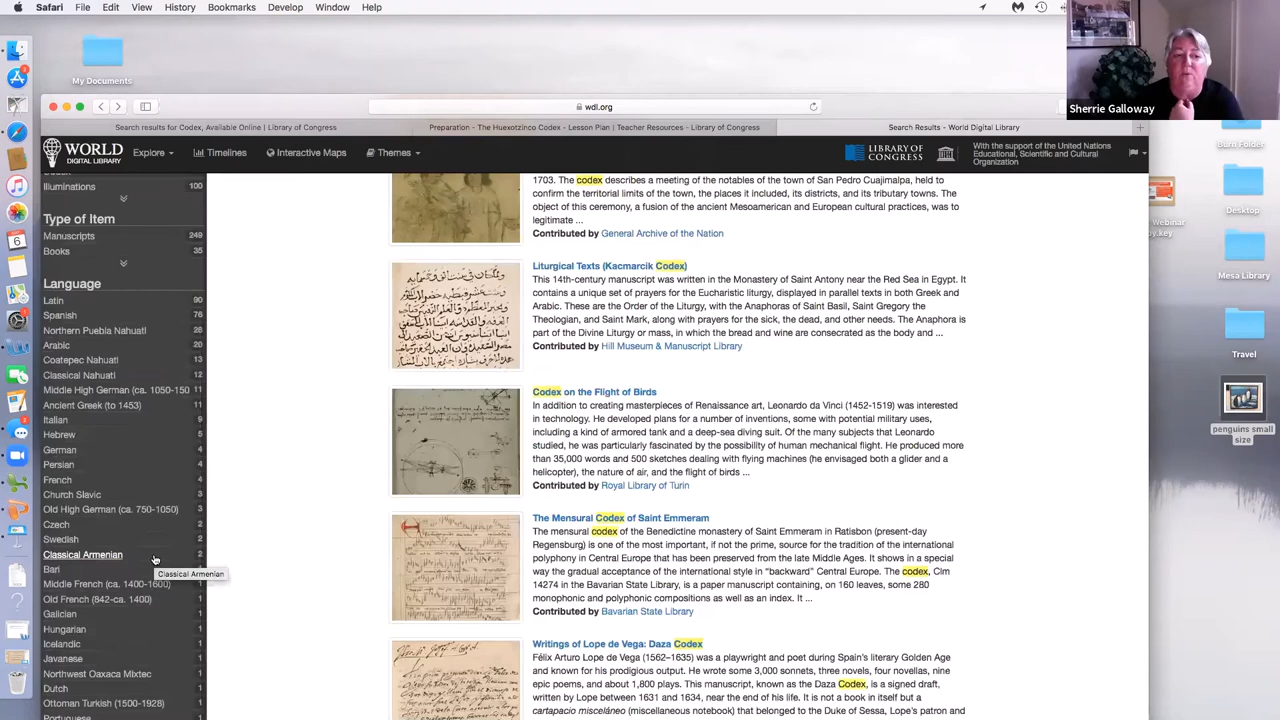 Safari File Edit View History Bookmarks Develop Window Help
My Documents
Sherrie Galloway
wdl.org
Search results for Codex, Available Online | Library of Congress
Preparation - The Huexotzinco Codex - Lesson Plan | Teacher Resources - Library of Congress
Search Results - World Digital Library
WORLD
DIGITAL LIBRARY
Explore
Timelines
Interactive Maps
Themes
LIBRARY OF
CONGRESS
With the support of the United Nations
Educational, Scientific and Cultural
Organization
Illuminations 100
Type of Item
Manuscripts 249
Books 35
Language
Latin 90
Spanish 76
Northern Puebla Nahuatl 28
Arabic 20
Coatepec Nahuatl 13
Classical Nahuatl 12
Middle High German (ca. 1050-150 11
Ancient Greek (to 1453) 11
Italian 9
Hebrew 5
German 4
Persian 4
French 4
Church Slavic 3
Old High German (ca. 750-1050) 3
Czech 2
Swedish 2
Classical Armenian 2
Classical Armenian
Bari
Middle French (ca. 1400-1600) 1
Old French (842-ca. 1400) 1
Galician 1
Hungarian 1
Icelandic 1
Javanese 1
Northwest Oaxaca Mixtec 1
Dutch 1
Ottoman Turkish (1500-1928) 1
Portuguese
1703. The codex describes a meeting of the notables of the town of San Pedro Cuajimalpa, held to
confirm the territorial limits of the town, the places it included, its districts, and its tributary towns. The
object of this ceremony, a fusion of the ancient Mesoamerican and European cultural practices, was to
legitimate ...
Contributed by General Archive of the Nation
Liturgical Texts (Kacmarcik Codex)
This 14th-century manuscript was written in the Monastery of Saint Antony near the Red Sea in Egypt. It
contains a unique set of prayers for the Eucharistic liturgy, displayed in parallel texts in both Greek and
Arabic. These are the Order of the Liturgy, with the Anaphoras of Saint Basil, Saint Gregory the
Theologian, and Saint Mark, along with prayers for the sick, the dead, and other needs. The Anaphora is
part of the Divine Liturgy or mass, in which the bread and wine are consecrated as the body and ...
Contributed by Hill Museum & Manuscript Library
Codex on the Flight of Birds
In addition to creating masterpieces of Renaissance art, Leonardo da Vinci (1452-1519) was interested
in technology. He developed plans for a number of inventions, some with potential military uses,
including a kind of armored tank and a deep-sea diving suit. Of the many subjects that Leonardo
studied, he was particularly fascinated by the possibility of human mechanical flight. He produced more
than 35,000 words and 500 sketches dealing with flying machines (he envisaged both a glider and a
helicopter), the nature of air, and the flight of birds ...
Contributed by Royal Library of Turin
The Mensural Codex of Saint Emmeram
The mensural codex of the Benedictine monastery of Saint Emmeram in Ratisbon (present-day
Regensburg) is one of the most important, if not the prime, source for the tradition of the international
polyphony in Central Europe that has been preserved from the late Middle Ages. It shows in a special
way the gradual acceptance of the international style in “backward” Central Europe. The codex, Clm
14274 in the Bavarian State Library, is a paper manuscript containing, on 160 leaves, some 280
monophonic and polyphonic compositions as well as an index. It ...
Contributed by Bavarian State Library
Writings of Lope de Vega: Daza Codex
Félix Arturo Lope de Vega (1562–1635) was a playwright and poet during Spain's literary Golden Age
and known for his prodigious output. He wrote some 3,000 sonnets, three novels, four novellas, nine
epic poems, and about 1,800 plays. This manuscript, known as the Daza Codex, is a signed draft,
written by Lope between 1631 and 1634, near the end of his life. It is not a book in itself but a
cartapacio misceláneo (miscellaneous notebook) that belonged to the Duke of Sessa, Lope's patron and
Burn Folder
Desktop
Webinar
by.key
Mesa Library
Travel
penguins small
size